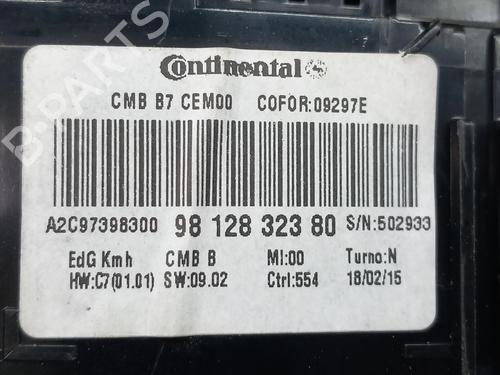 Continental
CMB B7 CEM00 COFOR:09297E
A2C97398300 98 128 323 80 S/N:502933
EdG Kmh CMB B MI:00 Turno:N
HW:C7(01.01) SW:09.02 Ctrl:554 18/02/15
B-PARTS